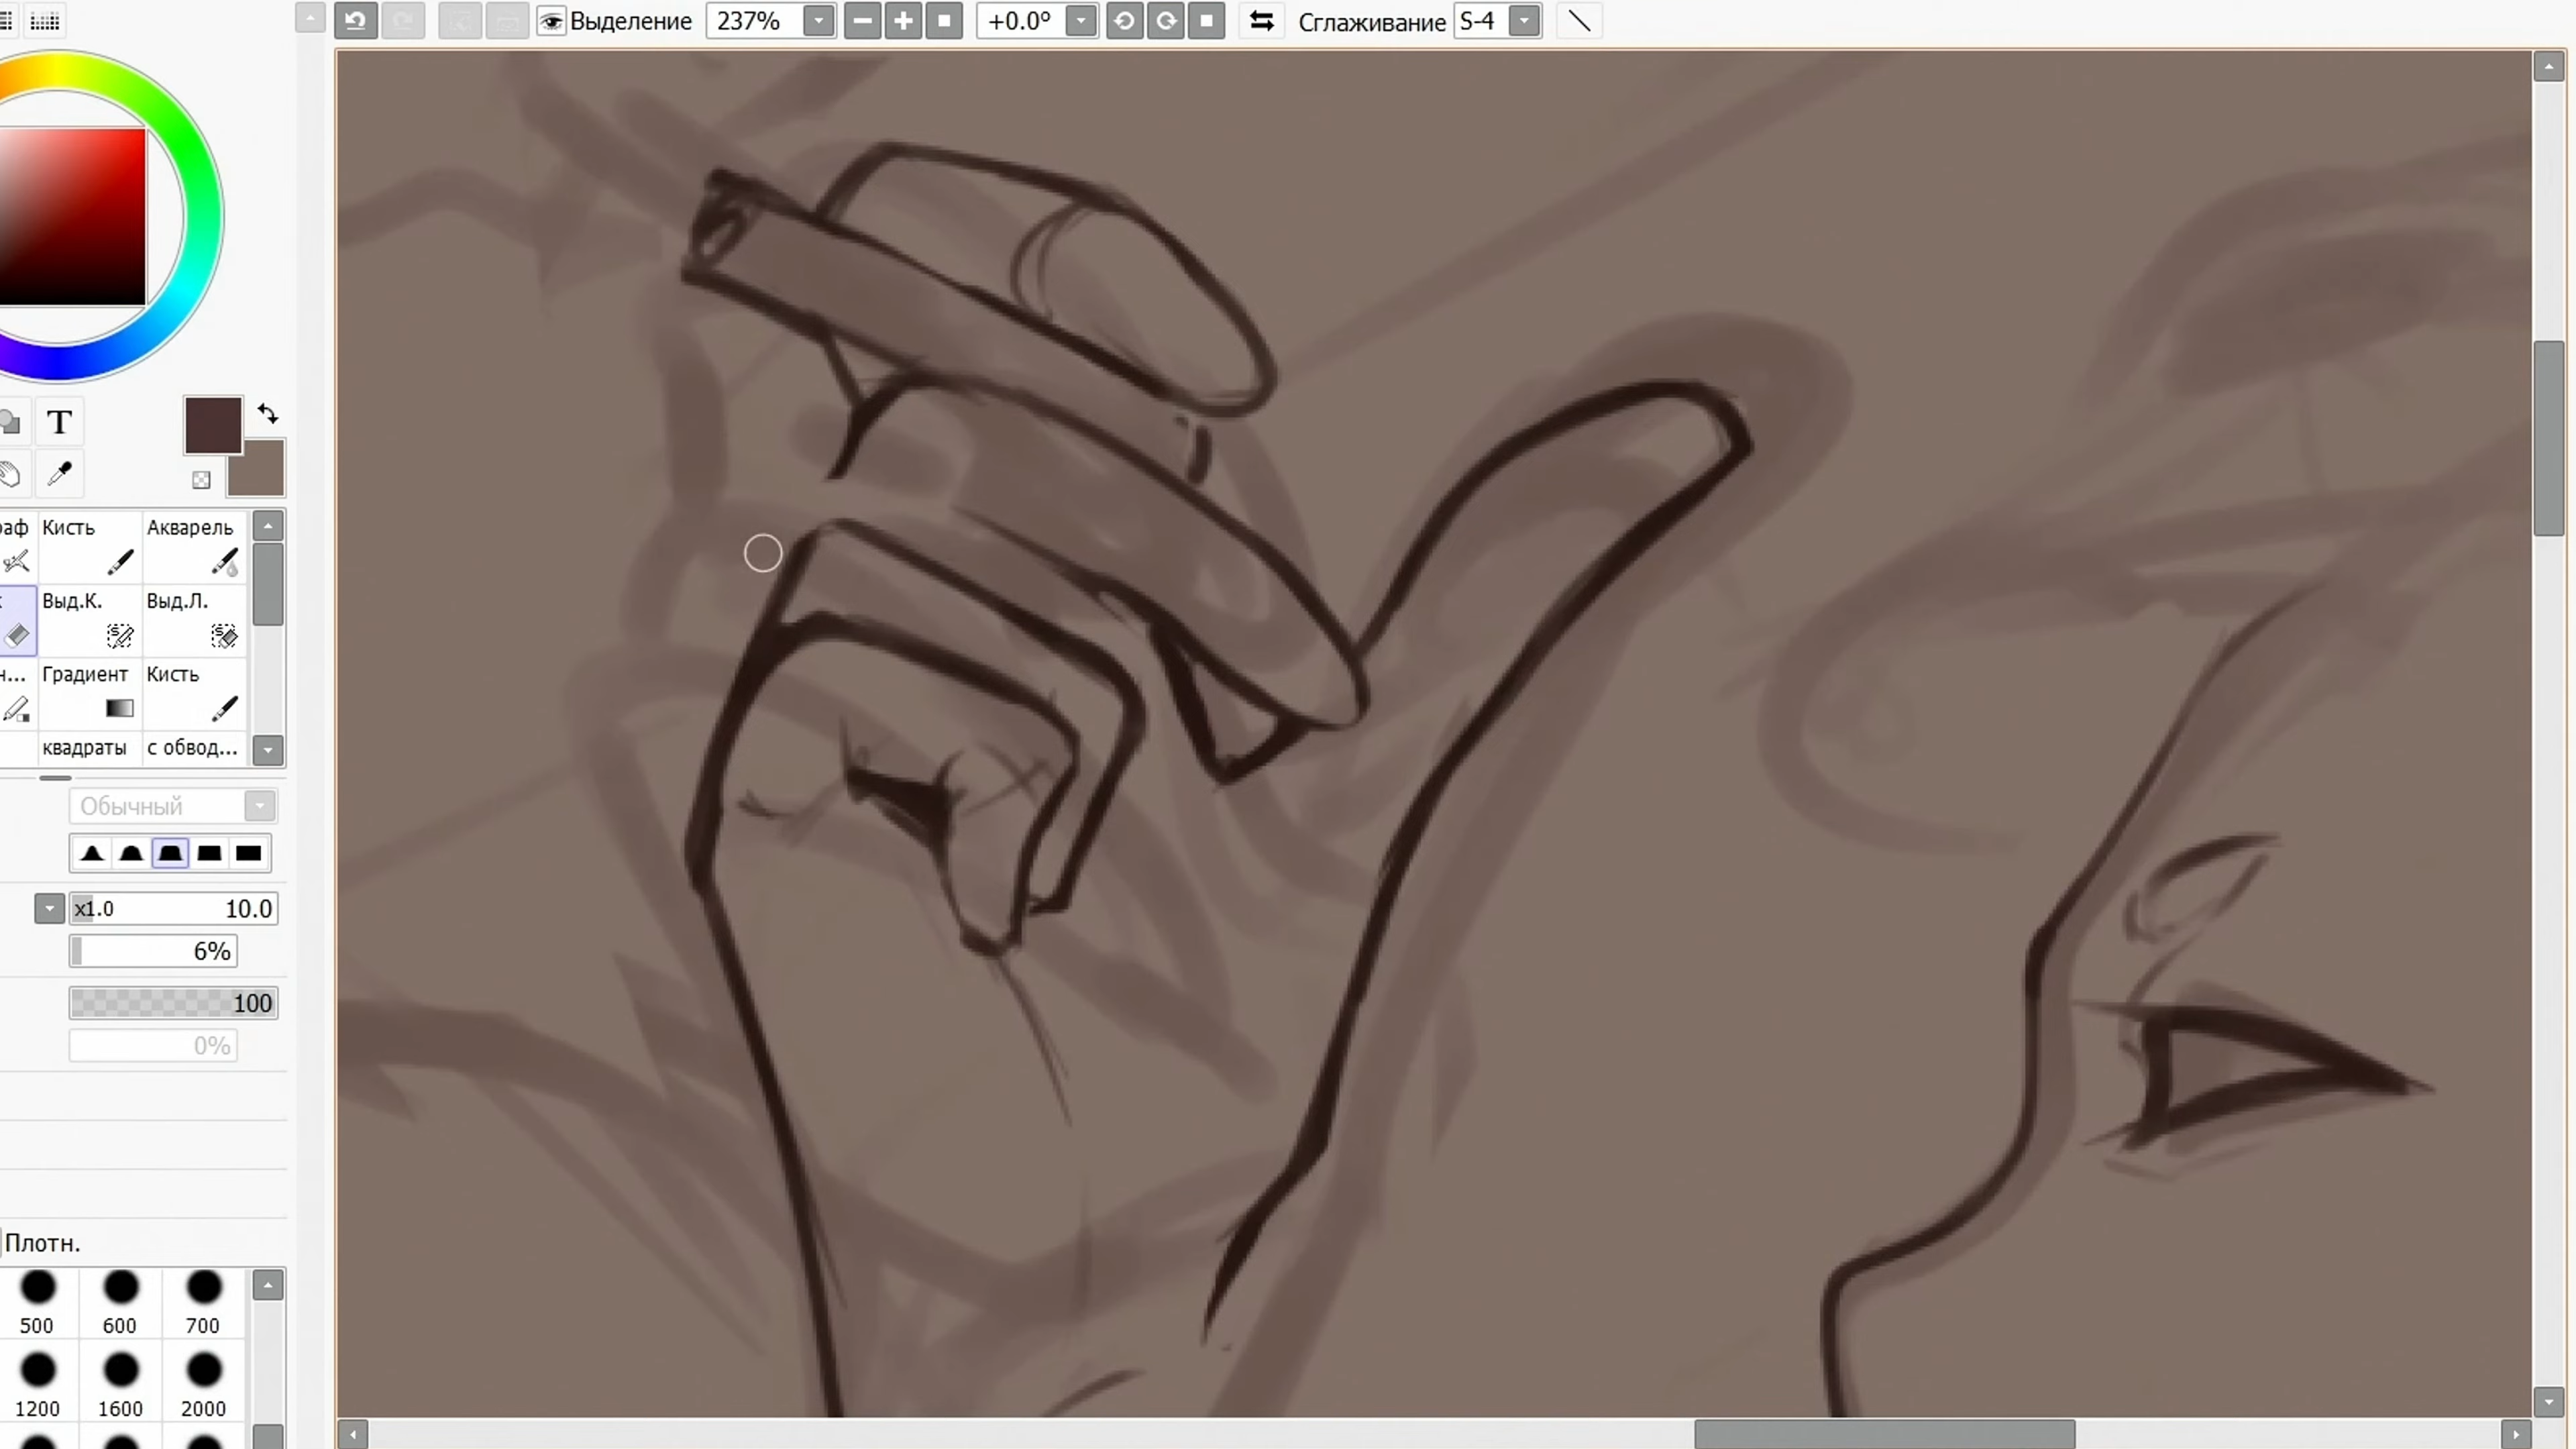 Выделение 237% +0.0° Сглаживание S-4
T
аф Кисть Акварель
Выд.К. Выд.Л.
н... Градиент Кисть
квадраты с обвод...
Обычный
x1.0 10.0
6%
100
0%
Плотн.
500 600 700
1200 1600 2000